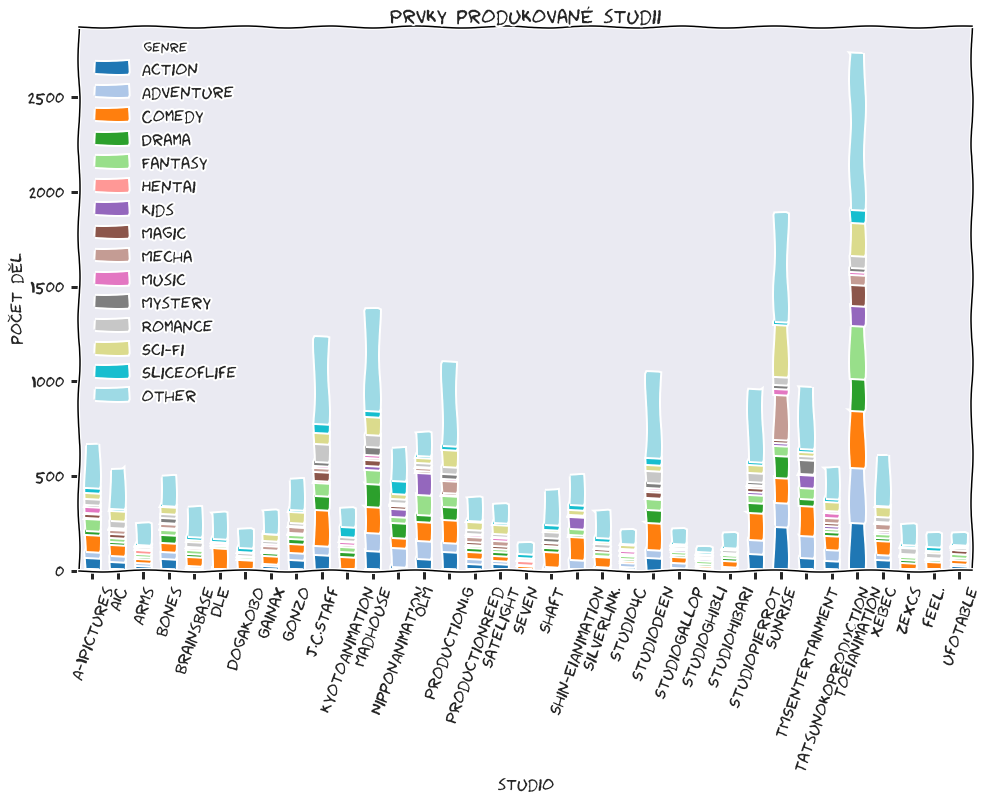 PRVKY PRODUKOVANÉ STUDII
GENRE
ACTION
ADVENTURE
COMEDY
DRAMA
FANTASY
HENTAI
KIDS
MAGIC
MECHA
MUSIC
MYSTERY
ROMANCE
SCI-FI
SLICEOFLIFE
OTHER
POČET DĚL
2500
2000
1500
1000
500
0
A-1PICTURES
AIC
ARMS
BONES
BRAINSBASE
DLE
DOGAKOBO
GAINAX
GONZO
J.C.STAFF
KYOTOANIMATION
MADHOUSE
NIPPONANIMATION
OLM
PRODUCTIONI.G
PRODUCTIONREED
SATELIGHT
SEVEN
SHAFT
SHIN-EIANIMATION
SILVERLINK.
STUDIO4C
STUDIODEEN
STUDIOGALLOP
STUDIOGHIBLI
STUDIOHIBARI
STUDIOPIERROT
SUNRISE
TMSENTERTAINMENT
TATSUNOKOPRODUCTION
TOEIANIMATION
XEBEC
ZEXCS
FEEL.
UFOTABLE
STUDIO